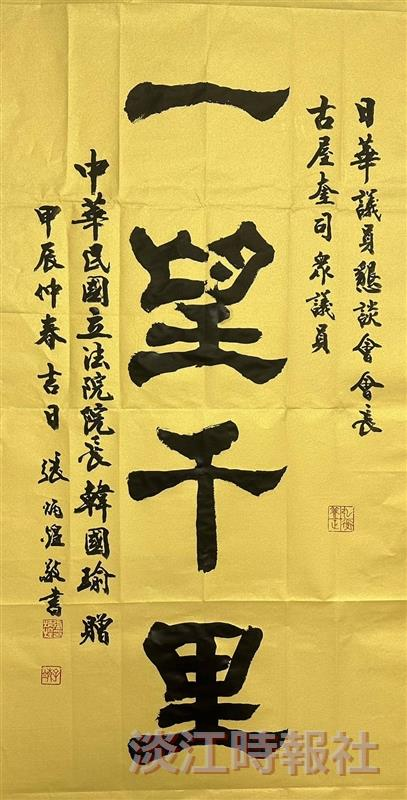 日華議員懇談會會長
古屋奎司衆議員
一望千里
中華民國立法院院長韓國瑜 贈
甲辰仲春吉日 張炳煌敬書
淡江時報社